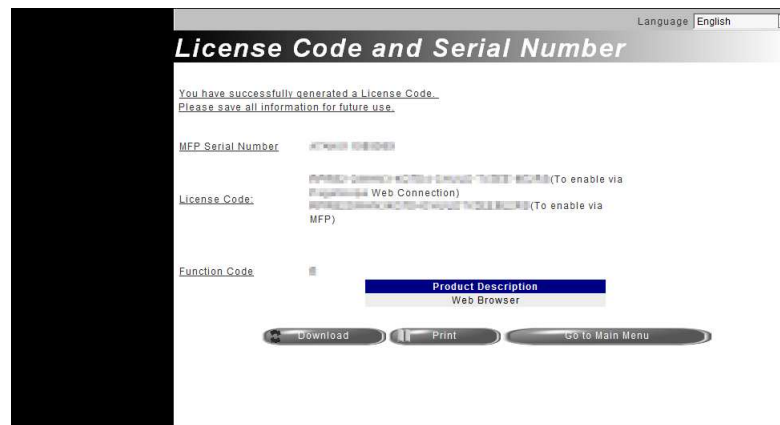 Language English
License Code and Serial Number
You have successfully generated a License Code.
Please save all information for future use.
MFP Serial Number
(To enable via
License Code: Web Connection)
(To enable via
MFP)
Function Code
Product Description
Web Browser
Download Print Go to Main Menu